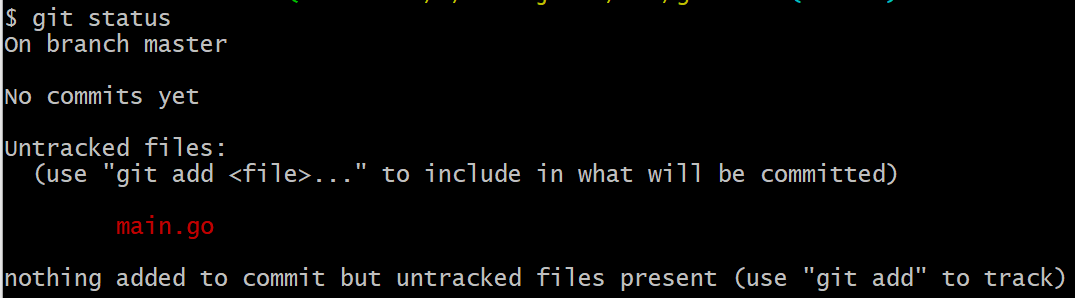 $ git status
On branch master
No commits yet
Untracked files:
(use "git add <file>..." to include in what will be committed)
main.go
nothing added to commit but untracked files present (use "git add" to track)